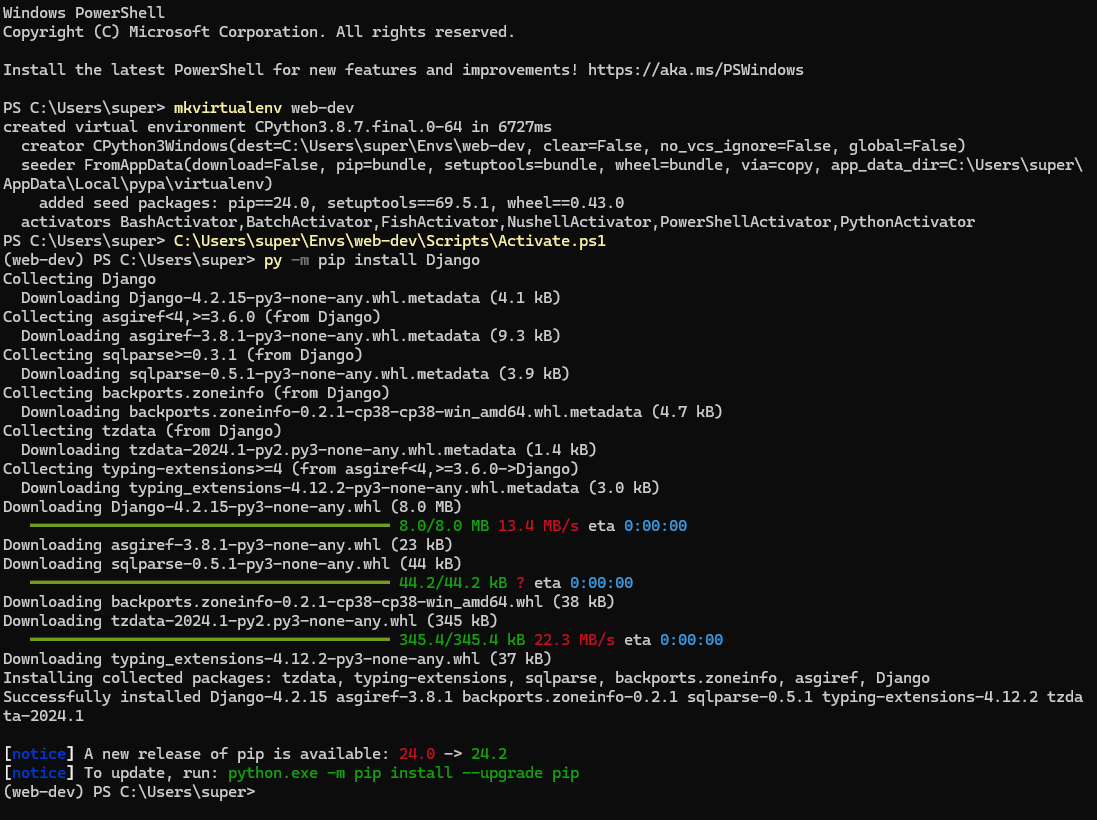 Windows PowerShell
Copyright (C) Microsoft Corporation. All rights reserved.
Install the latest PowerShell for new features and improvements! https://aka.ms/PSWindows
PS C:\Users\super> mkvirtualenv web-dev
created virtual environment CPython3.8.7.final.0-64 in 6727ms
  creator CPython3Windows(dest=C:\Users\super\Envs\web-dev, clear=False, no_vcs_ignore=False, global=False)
  seeder FromAppData(download=False, pip=bundle, setuptools=bundle, wheel=bundle, via=copy, app_data_dir=C:\Users\super\
AppData\Local\pypa\virtualenv)
    added seed packages: pip==24.0, setuptools==69.5.1, wheel==0.43.0
  activators BashActivator,BatchActivator,FishActivator,NushellActivator,PowerShellActivator,PythonActivator
PS C:\Users\super> C:\Users\super\Envs\web-dev\Scripts\Activate.ps1
(web-dev) PS C:\Users\super> py -m pip install Django
Collecting Django
  Downloading Django-4.2.15-py3-none-any.whl.metadata (4.1 kB)
Collecting asgiref<4,>=3.6.0 (from Django)
  Downloading asgiref-3.8.1-py3-none-any.whl.metadata (9.3 kB)
Collecting sqlparse>=0.3.1 (from Django)
  Downloading sqlparse-0.5.1-py3-none-any.whl.metadata (3.9 kB)
Collecting backports.zoneinfo (from Django)
  Downloading backports.zoneinfo-0.2.1-cp38-cp38-win_amd64.whl.metadata (4.7 kB)
Collecting tzdata (from Django)
  Downloading tzdata-2024.1-py2.py3-none-any.whl.metadata (1.4 kB)
Collecting typing-extensions>=4 (from asgiref<4,>=3.6.0->Django)
  Downloading typing_extensions-4.12.2-py3-none-any.whl.metadata (3.0 kB)
Downloading Django-4.2.15-py3-none-any.whl (8.0 MB)
8.0/8.0 MB 13.4 MB/s eta 0:00:00
Downloading asgiref-3.8.1-py3-none-any.whl (23 kB)
Downloading sqlparse-0.5.1-py3-none-any.whl (44 kB)
44.2/44.2 kB ? eta 0:00:00
Downloading backports.zoneinfo-0.2.1-cp38-cp38-win_amd64.whl (38 kB)
Downloading tzdata-2024.1-py2.py3-none-any.whl (345 kB)
345.4/345.4 kB 22.3 MB/s eta 0:00:00
Downloading typing_extensions-4.12.2-py3-none-any.whl (37 kB)
Installing collected packages: tzdata, typing-extensions, sqlparse, backports.zoneinfo, asgiref, Django
Successfully installed Django-4.2.15 asgiref-3.8.1 backports.zoneinfo-0.2.1 sqlparse-0.5.1 typing-extensions-4.12.2 tzda
ta-2024.1
[notice] A new release of pip is available: 24.0 -> 24.2
[notice] To update, run: python.exe -m pip install --upgrade pip
(web-dev) PS C:\Users\super>